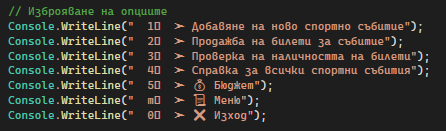 // Изброяване на опциите
Console.WriteLine("  1▯  ➢ Добавяне на ново спортно събитие");
Console.WriteLine("  2▯  ➢ Продажба на билети за събитие");
Console.WriteLine("  3▯  ➢ Проверка на наличността на билети");
Console.WriteLine("  4▯  ➢ Справка за всички спортни събития");
Console.WriteLine("  5▯  ➢ 💰 Бюджет");
Console.WriteLine("  m▯  ➢ 📜 Меню");
Console.WriteLine("  0▯  ➢ ❌ Изход");